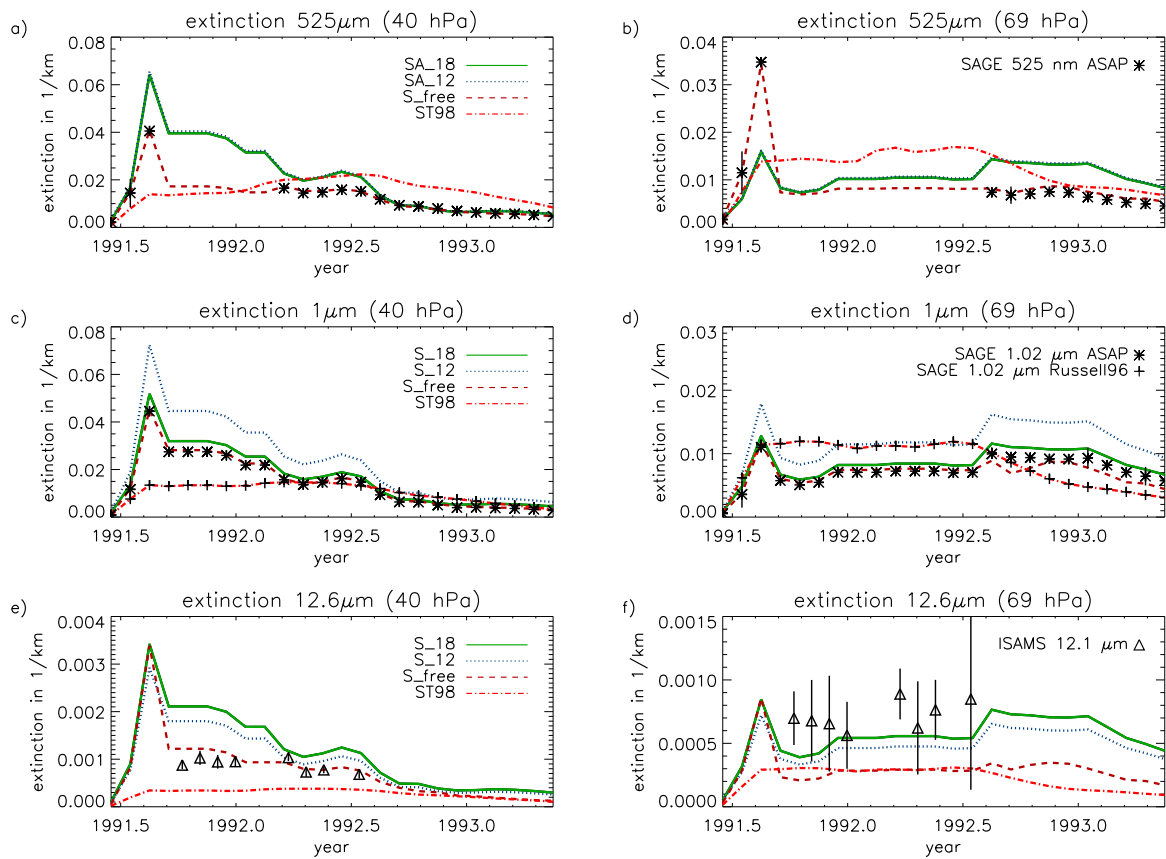 a)
extinction 525μm (40 hPa)
0.08
0.06
0.04
0.02
0.00
extinction in 1/km
SA_18
SA_12
S_free
ST98
1991.5
1992.0
1992.5
1993.0
year
b)
extinction 525μm (69 hPa)
0.04
0.03
0.02
0.01
0.00
extinction in 1/km
SAGE 525 nm ASAP
1991.5
1992.0
1992.5
1993.0
year
c)
extinction 1μm (40 hPa)
0.08
0.06
0.04
0.02
0.00
extinction in 1/km
S_18
S_12
S_free
ST98
1991.5
1992.0
1992.5
1993.0
year
d)
extinction 1μm (69 hPa)
0.03
0.02
0.01
0.00
extinction in 1/km
SAGE 1.02 μm ASAP
SAGE 1.02 μm Russell96
1991.5
1992.0
1992.5
1993.0
year
e)
extinction 12.6μm (40 hPa)
0.004
0.003
0.002
0.001
0.000
extinction in 1/km
S_18
S_12
S_free
ST98
1991.5
1992.0
1992.5
1993.0
year
f)
extinction 12.6μm (69 hPa)
0.0015
0.0010
0.0005
0.0000
extinction in 1/km
ISAMS 12.1 μm
1991.5
1992.0
1992.5
1993.0
year